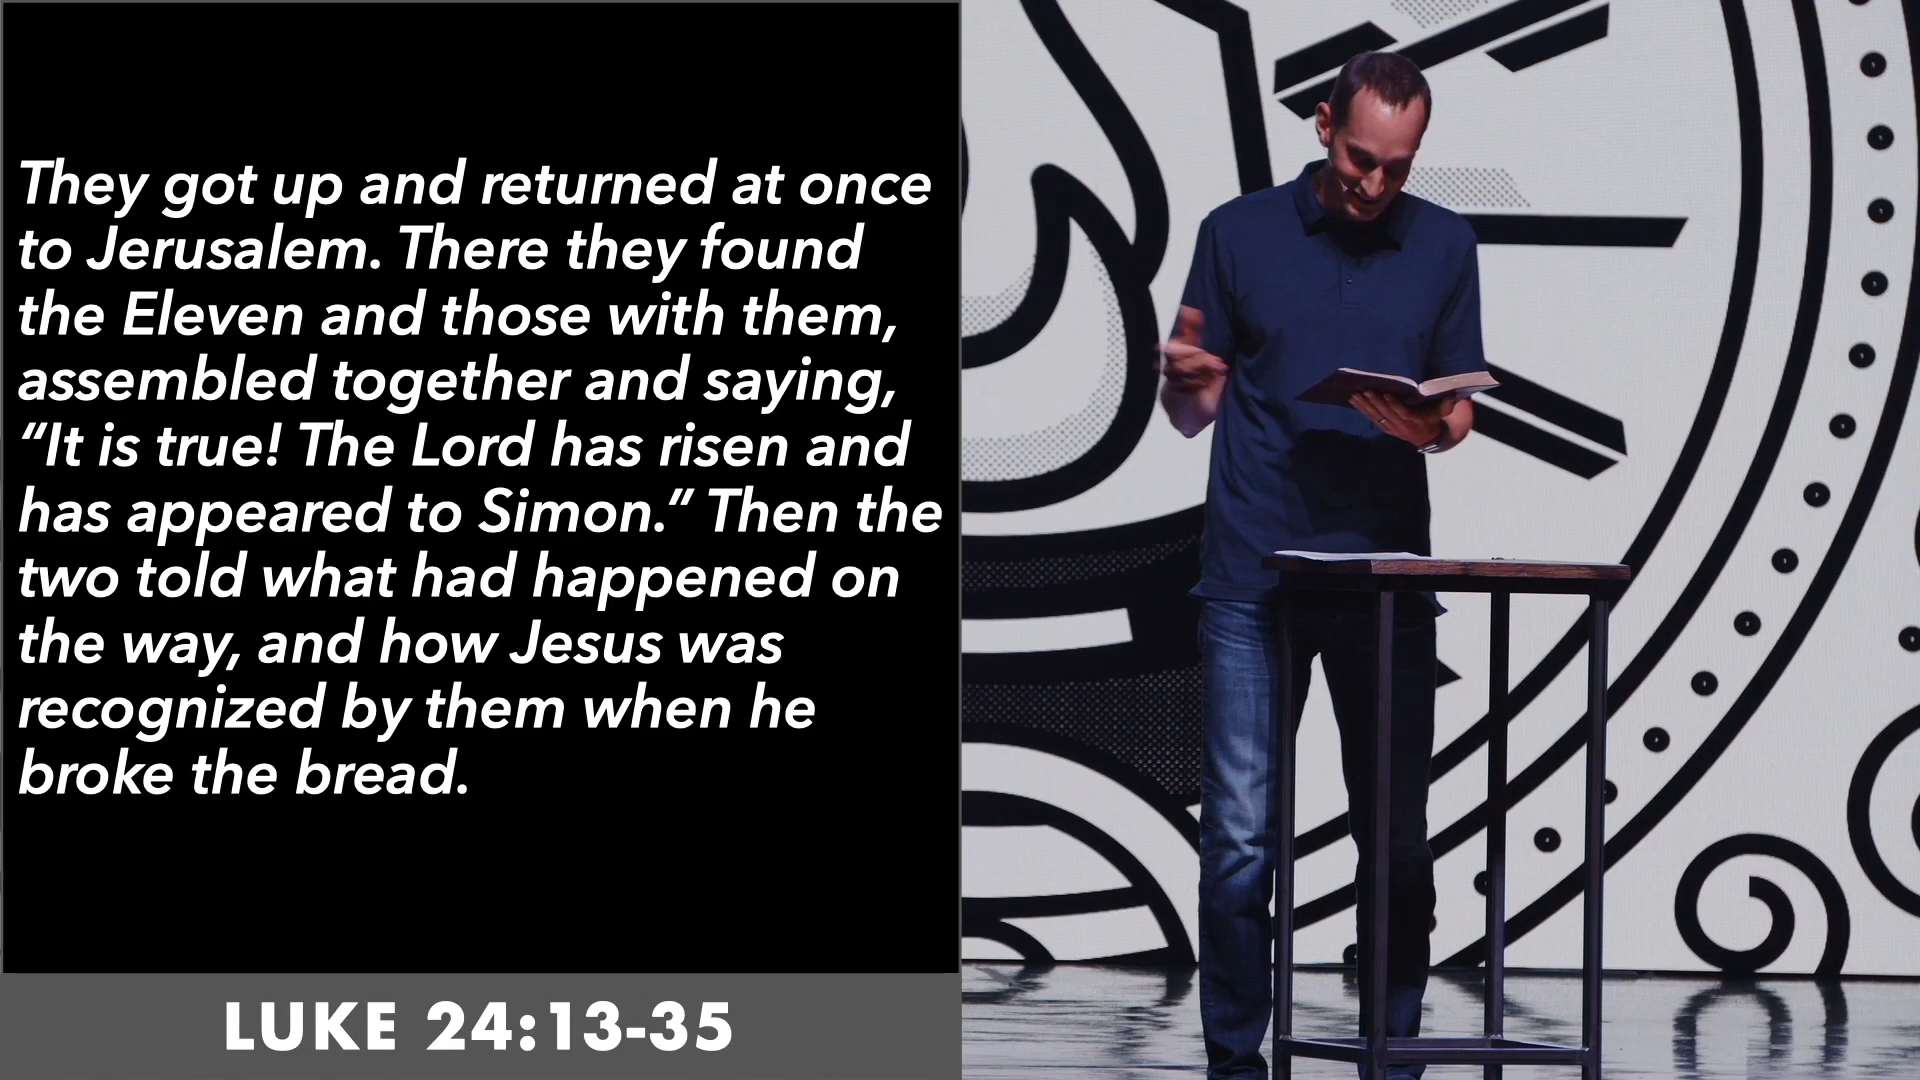 They got up and returned at once
to Jerusalem. There they found
the Eleven and those with them,
assembled together and saying,
“It is true! The Lord has risen and
has appeared to Simon.” Then the
two told what had happened on
the way, and how Jesus was
recognized by them when he
broke the bread.
LUKE 24:13-35